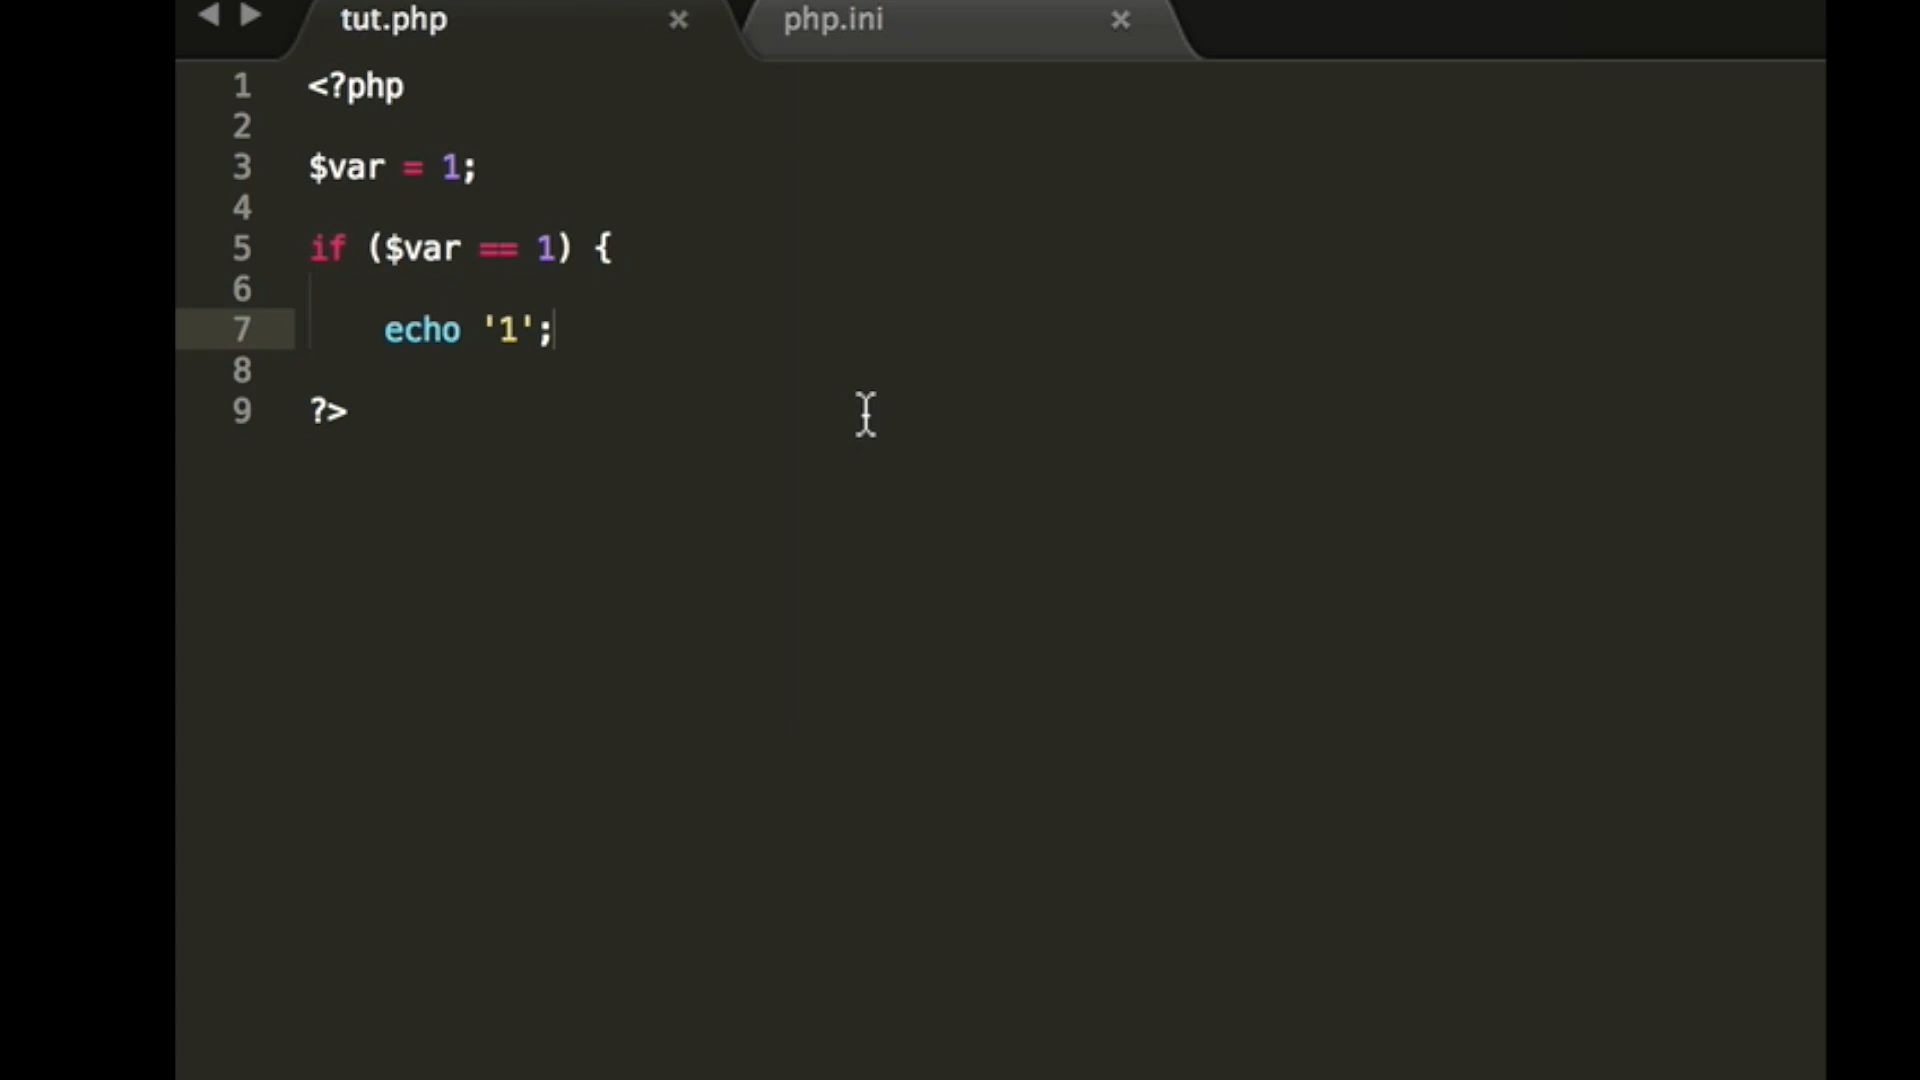 tut.php × php.ini ×
1 <?php
2
3 $var = 1;
4
5 if ($var == 1) {
6
7 echo '1';
8
9 ?>